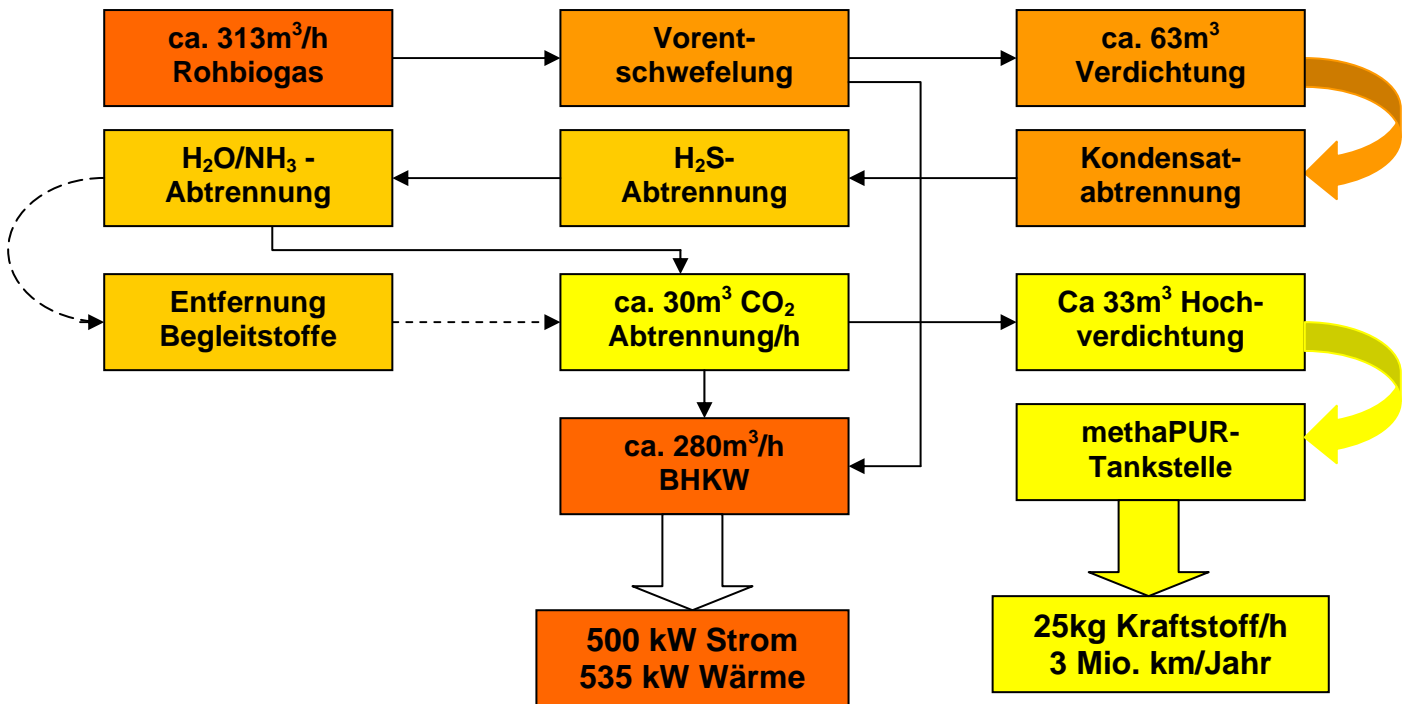 ca. 313m³/h
Rohbiogas
Vorent-
schwefelung
ca. 63m³
Verdichtung
H₂O/NH₃ -
Abtrennung
H₂S-
Abtrennung
Kondensat-
abtrennung
Entfernung
Begleitstoffe
ca. 30m³ CO₂
Abtrennung/h
Ca 33m³ Hoch-
verdichtung
ca. 280m³/h
BHKW
methaPUR-
Tankstelle
500 kW Strom
535 kW Wärme
25kg Kraftstoff/h
3 Mio. km/Jahr